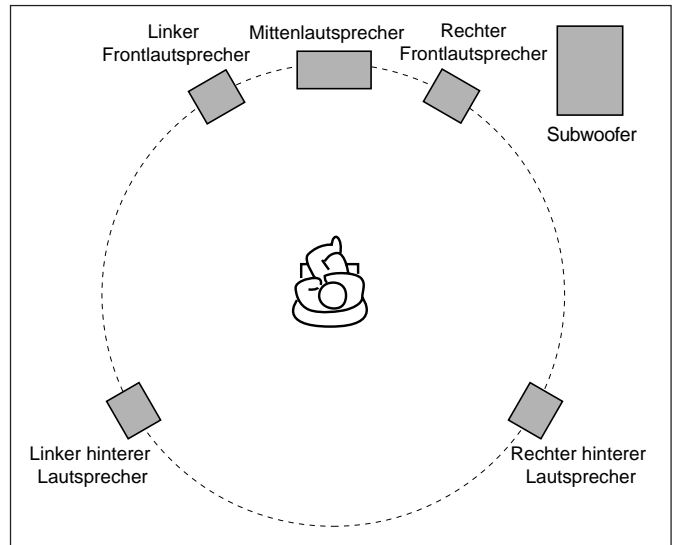 Linker
Frontlautsprecher
Mittenlautsprecher
Rechter
Frontlautsprecher
Subwoofer
Linker hinterer
Lautsprecher
Rechter hinterer
Lautsprecher